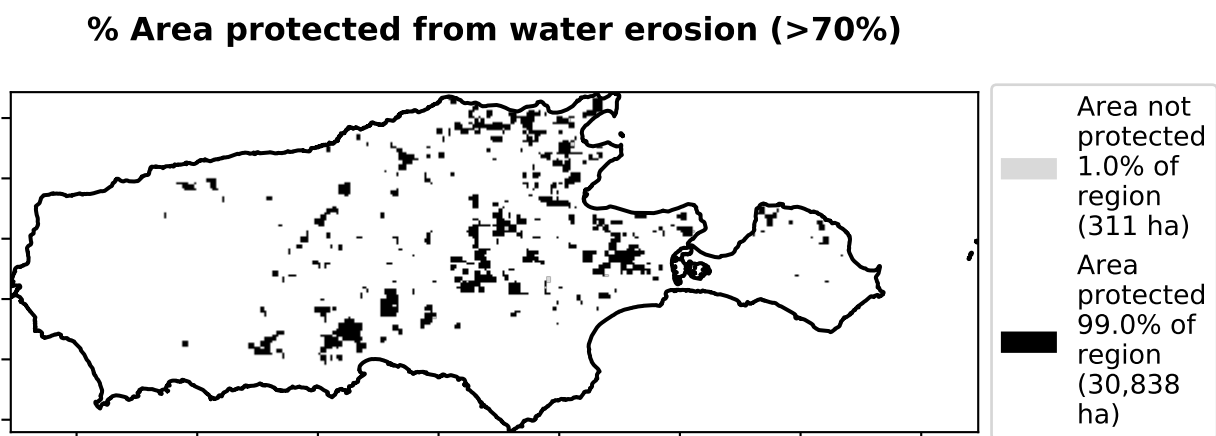 % Area protected from water erosion (>70%)
Area not
protected
1.0% of
region
(311 ha)
Area
protected
99.0% of
region
(30,838
ha)